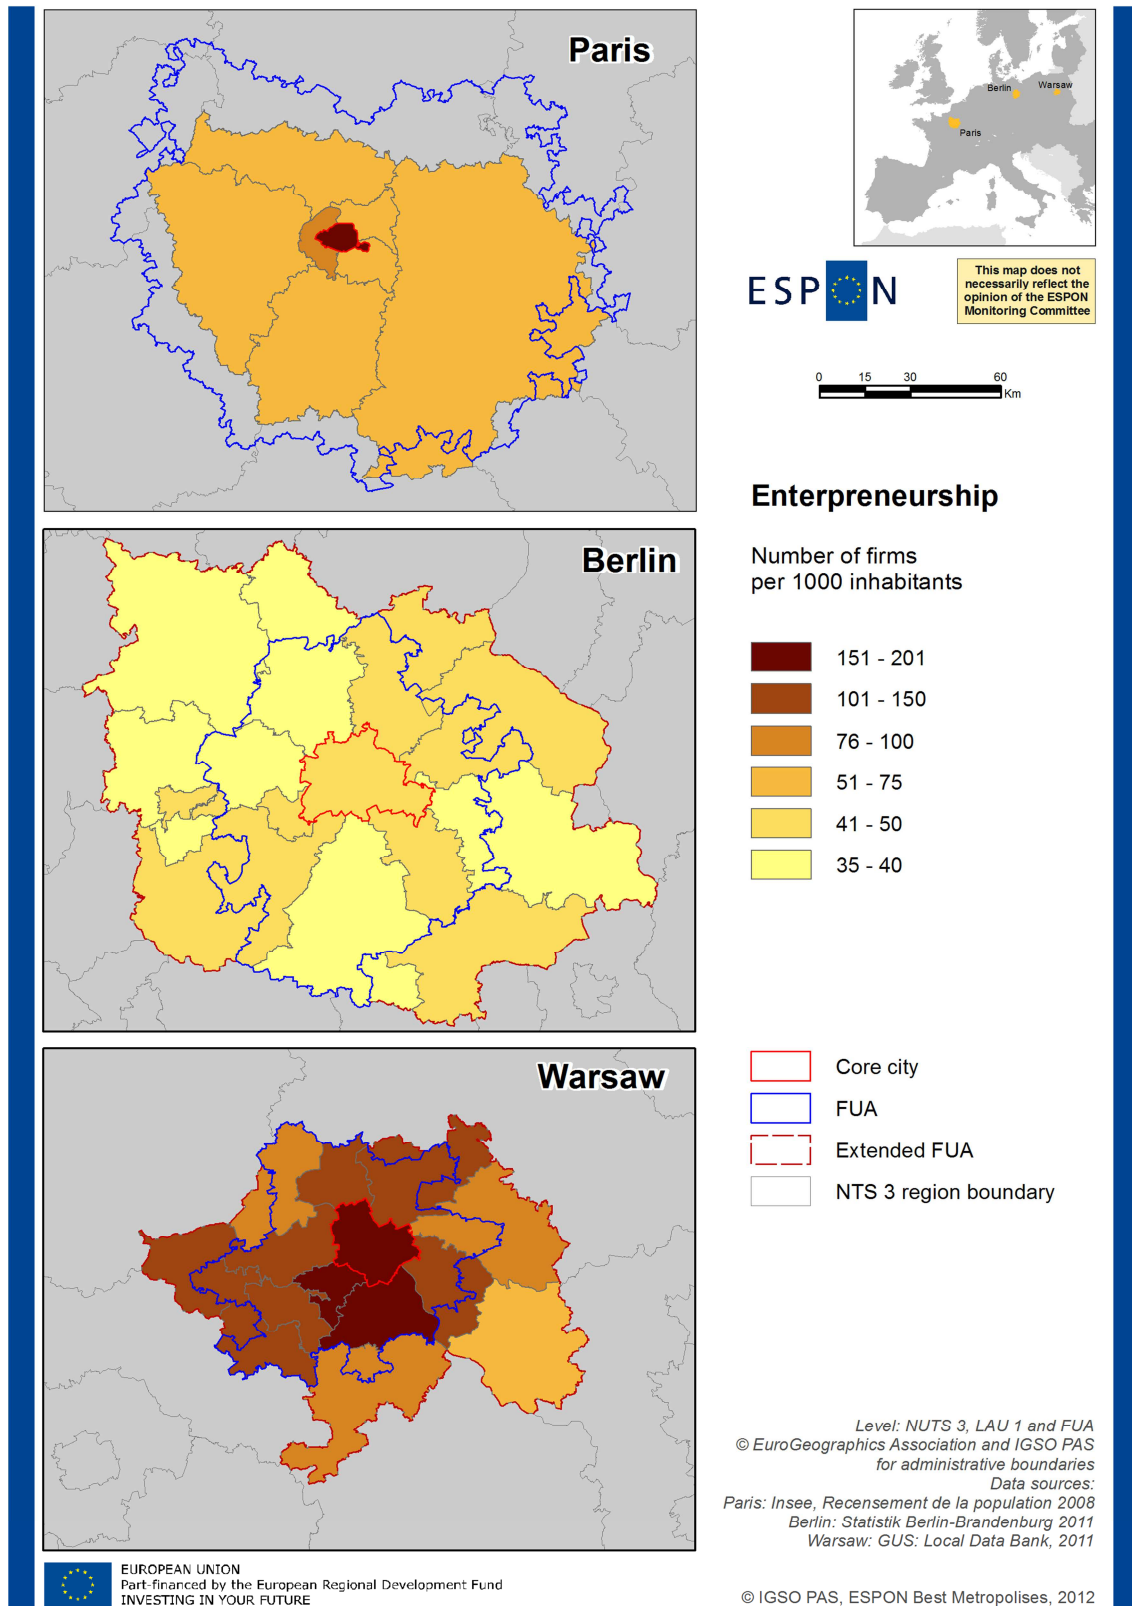 Paris
Berlin
Warsaw
Paris
ESPON
This map does not
necessarily reflect the
opinion of the ESPON
Monitoring Committee
0 15 30 60
Km
Enterpreneurship
Number of firms
per 1000 inhabitants
151 - 201
101 - 150
76 - 100
51 - 75
41 - 50
35 - 40
Berlin
Core city
FUA
Extended FUA
NTS 3 region boundary
Warsaw
Level: NUTS 3, LAU 1 and FUA
© EuroGeographics Association and IGSO PAS
for administrative boundaries
Data sources:
Paris: Insee, Recensement de la population 2008
Berlin: Statistik Berlin-Brandenburg 2011
Warsaw: GUS: Local Data Bank, 2011
EUROPEAN UNION
Part-financed by the European Regional Development Fund
INVESTING IN YOUR FUTURE
© IGSO PAS, ESPON Best Metropolises, 2012